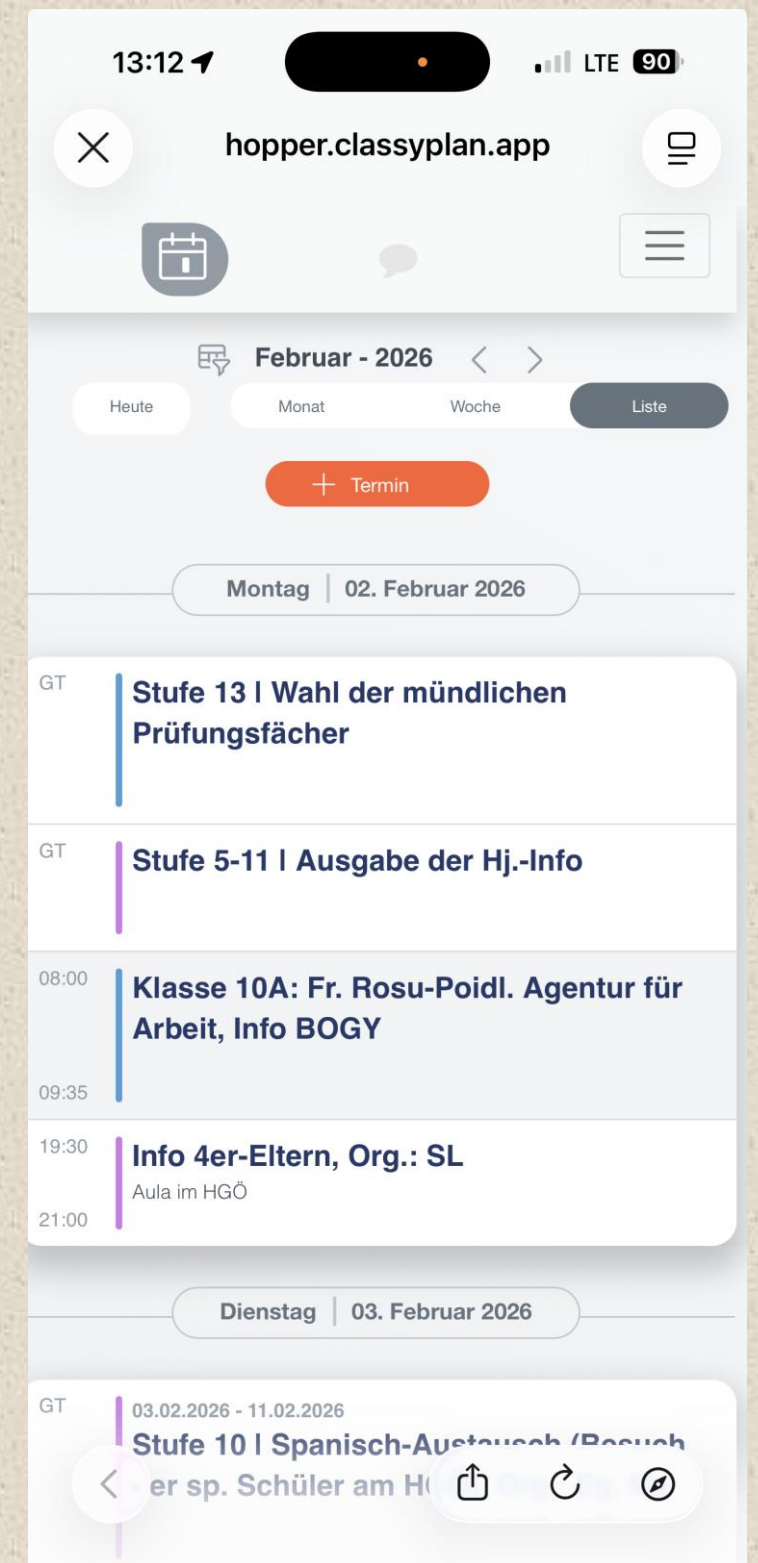 13:12
LTE 90
hopper.classyplan.app
Februar - 2026
Heute
Monat
Woche
Liste
+ Termin
Montag | 02. Februar 2026
GT
Stufe 13 I Wahl der mündlichen
Prüfungsfächer
GT
Stufe 5-11 I Ausgabe der Hj.-Info
08:00
Klasse 10A: Fr. Rosu-Poidl. Agentur für
Arbeit, Info BOGY
09:35
19:30
Info 4er-Eltern, Org.: SL
Aula im HGÖ
21:00
Dienstag | 03. Februar 2026
GT
03.02.2026 - 11.02.2026
Stufe 10 I Spanisch-Austausch (Besuch
er sp. Schüler am